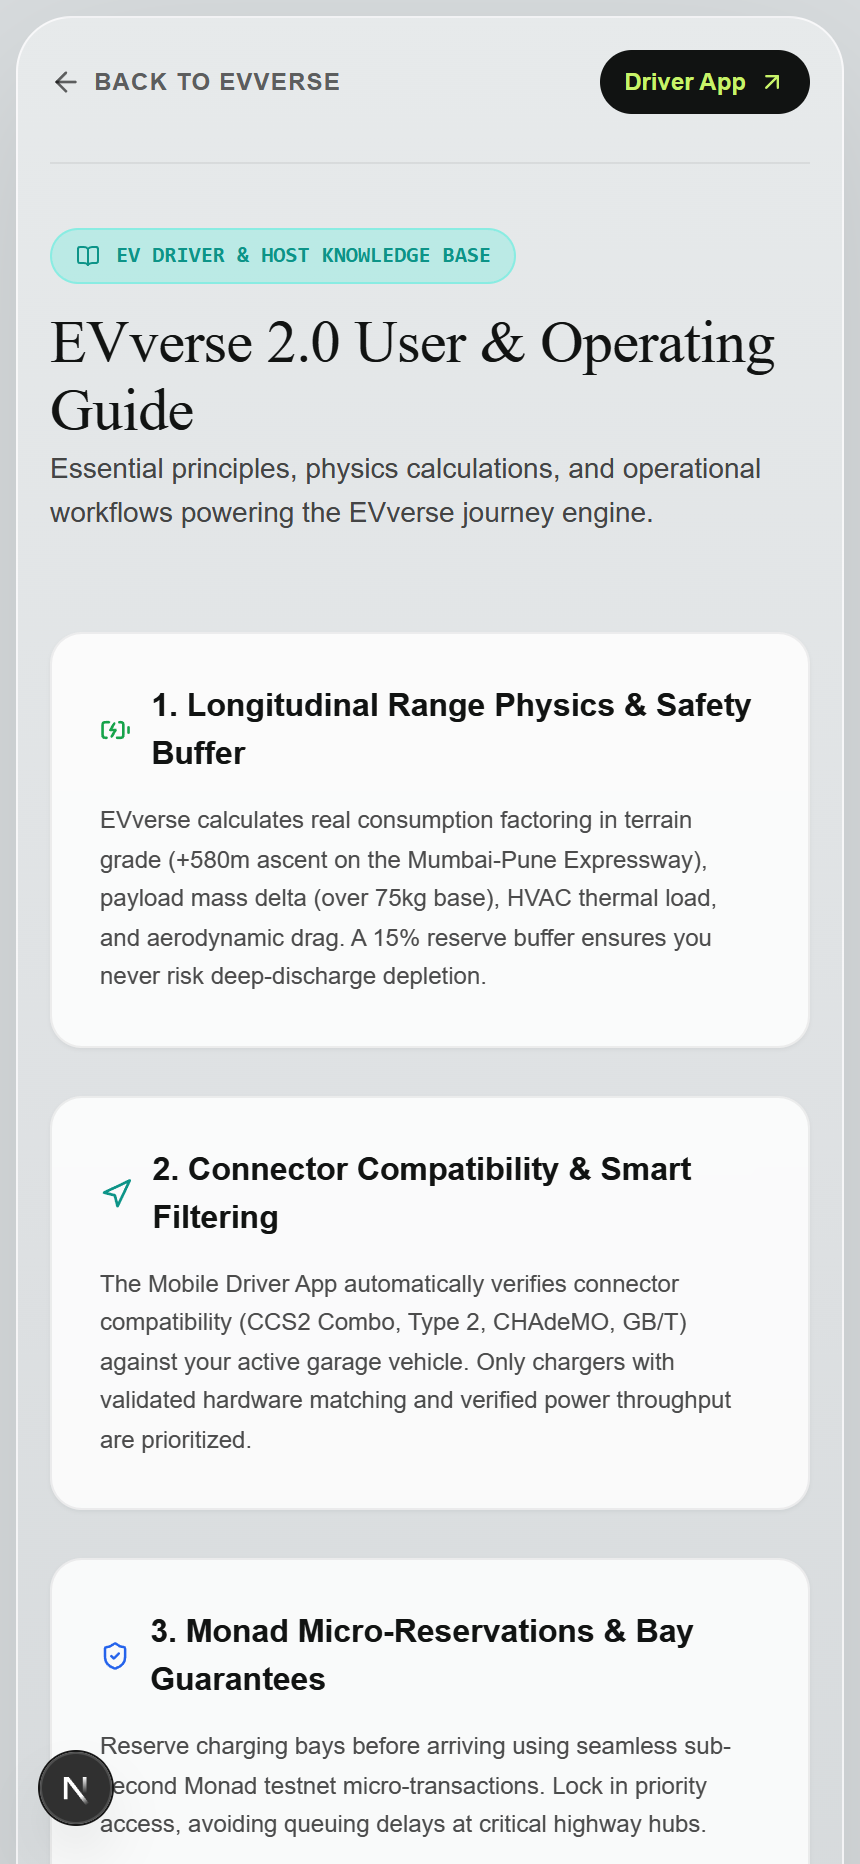 BACK TO EVVERSE
Driver App
EV DRIVER & HOST KNOWLEDGE BASE
EVverse 2.0 User & Operating
Guide
Essential principles, physics calculations, and operational
workflows powering the EVverse journey engine.
1. Longitudinal Range Physics & Safety
Buffer
EVverse calculates real consumption factoring in terrain
grade (+580m ascent on the Mumbai-Pune Expressway),
payload mass delta (over 75kg base), HVAC thermal load,
and aerodynamic drag. A 15% reserve buffer ensures you
never risk deep-discharge depletion.
2. Connector Compatibility & Smart
Filtering
The Mobile Driver App automatically verifies connector
compatibility (CCS2 Combo, Type 2, CHAdeMO, GB/T)
against your active garage vehicle. Only chargers with
validated hardware matching and verified power throughput
are prioritized.
3. Monad Micro-Reservations & Bay
Guarantees
Reserve charging bays before arriving using seamless sub-
econd Monad testnet micro-transactions. Lock in priority
access, avoiding queuing delays at critical highway hubs.
N